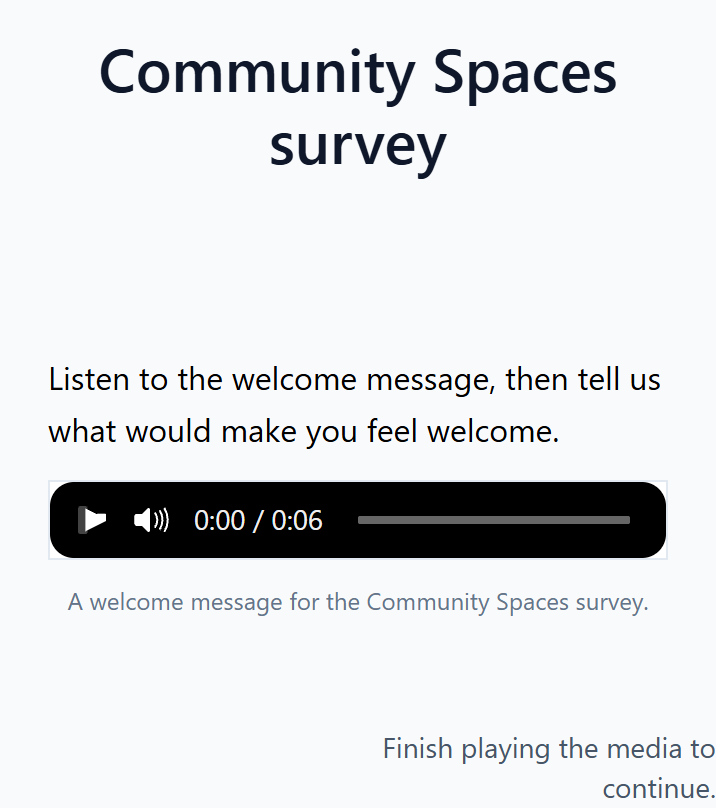 Community Spaces
survey
Listen to the welcome message, then tell us
what would make you feel welcome.
0:00 / 0:06
A welcome message for the Community Spaces survey.
Finish playing the media to
continue.